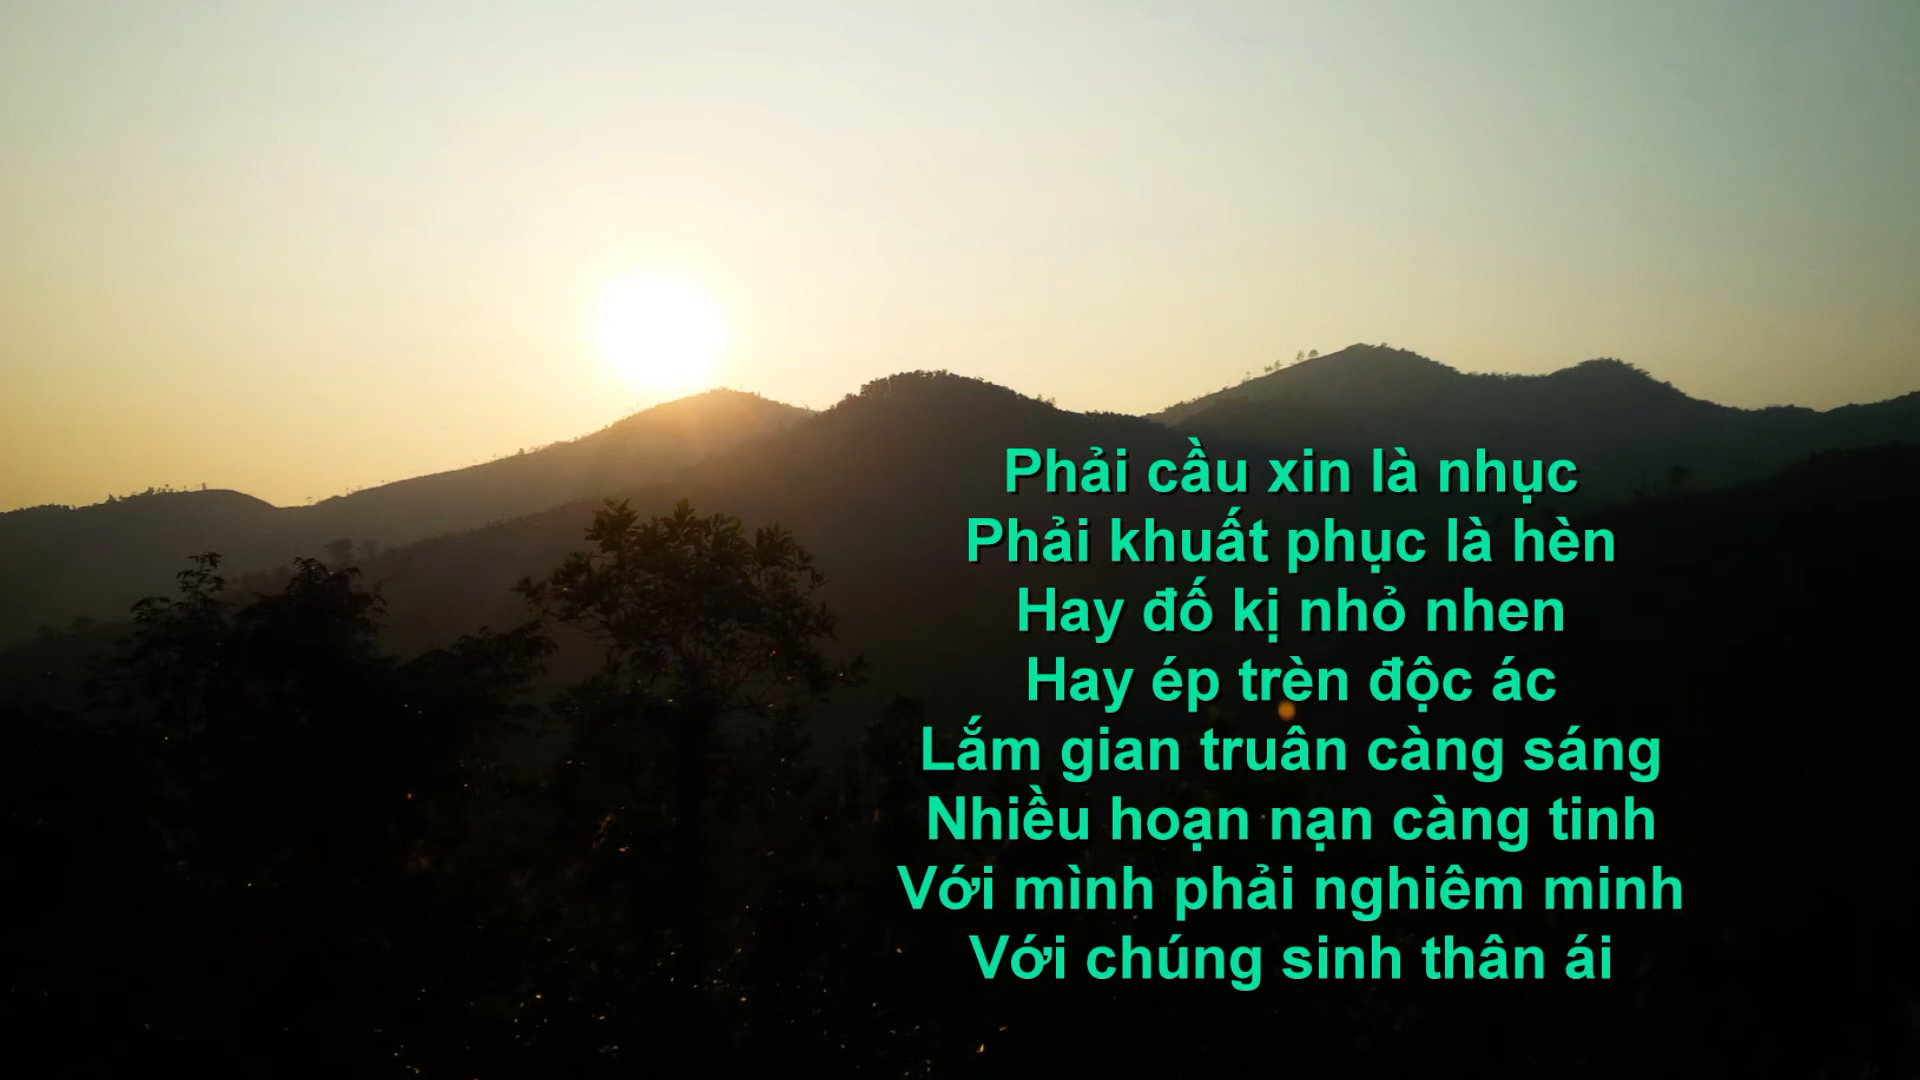 Phải cầu xin là nhục
Phải khuất phục là hèn
Hay đố kị nhỏ nhen
Hay ép trèn độc ác
Lắm gian truân càng sáng
Nhiều hoạn nạn càng tinh
Với mình phải nghiêm minh
Với chúng sinh thân ái